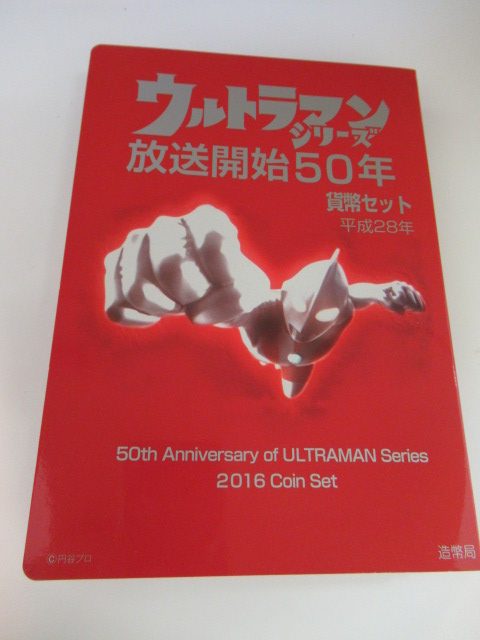 ウルトラマン
シリーズ
放送開始50年
貨幣セット
平成28年
50th Anniversary of ULTRAMAN Series
2016 Coin Set
©円谷プロ
造幣局